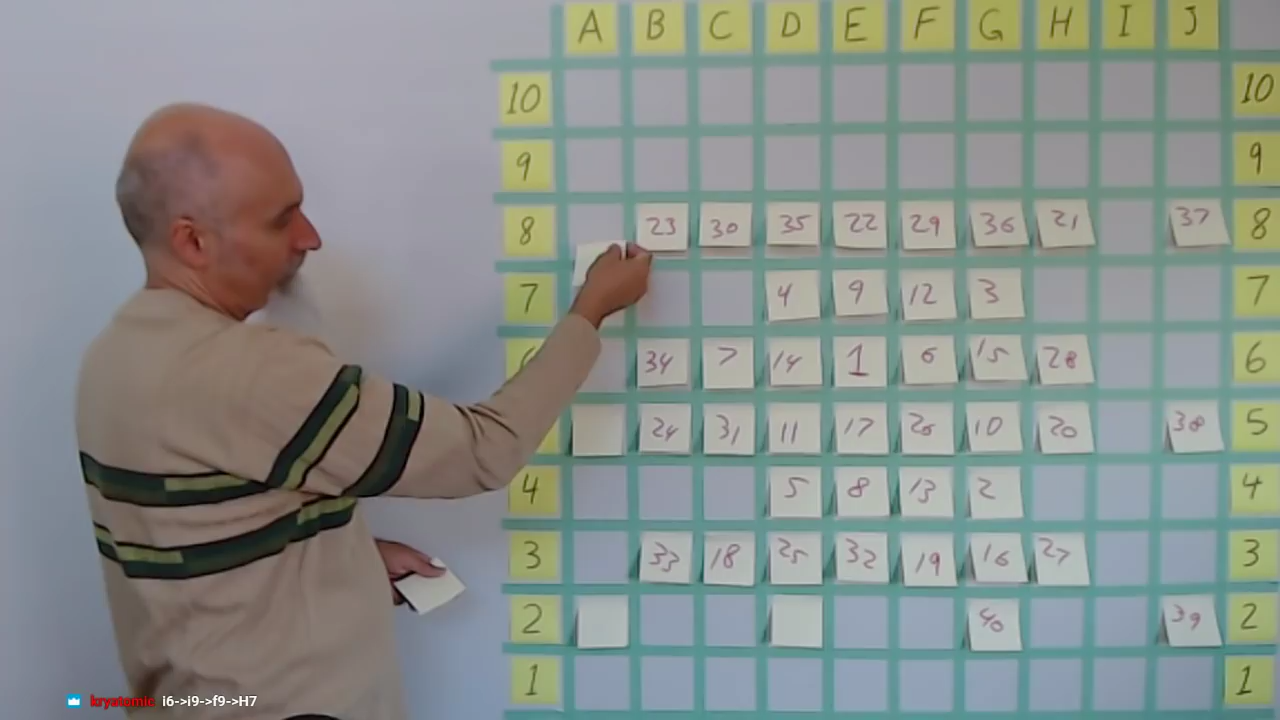 A B C D E F G H I J
10 10
9 9
8 23 30 35 22 29 36 21 37 8
7 4 9 12 3 7
34 7 14 1 6 15 28 6
24 31 11 17 26 10 20 38 5
4 5 8 13 2 4
3 33 18 25 32 19 16 27 3
2 40 39 2
1 1
kryatomic i6->i9->f9->H7